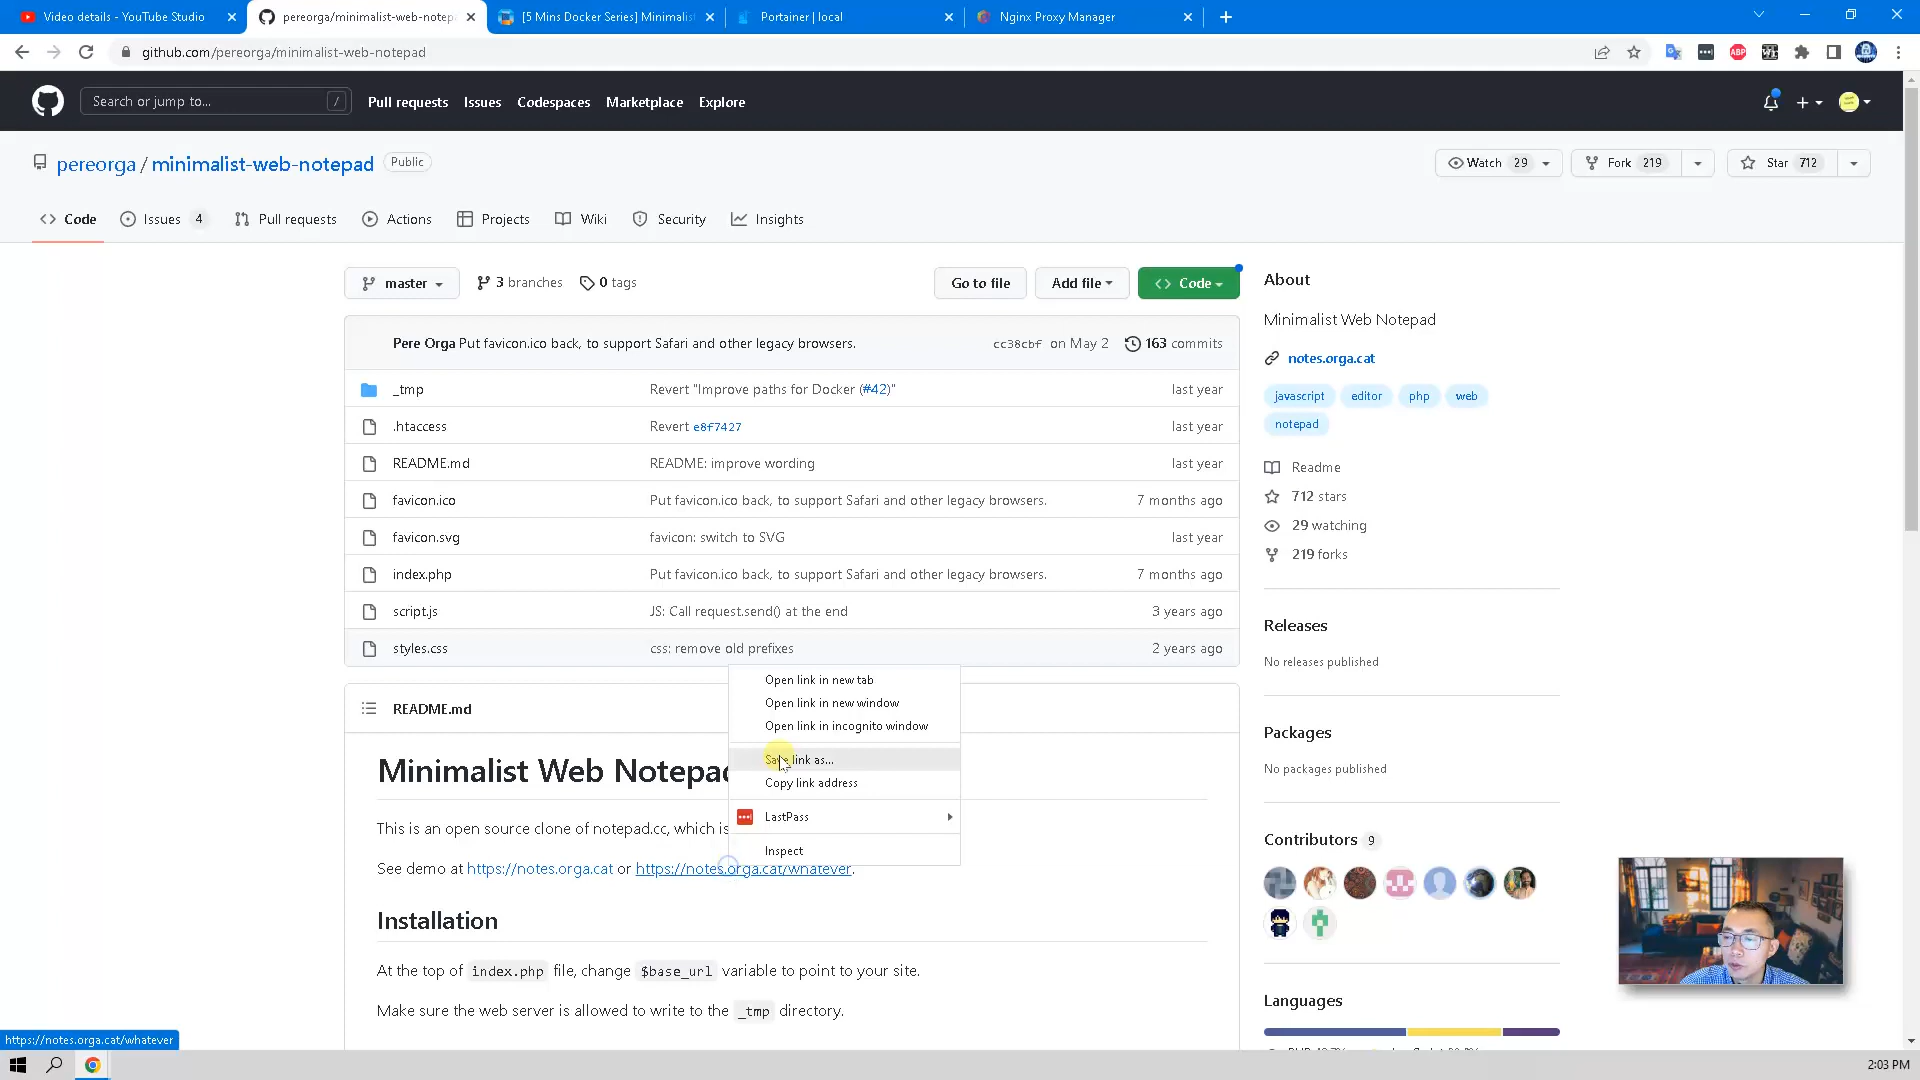 Video details - YouTube Studio
pereorga/minimalist-web-notep
[5 Mins Docker Series] Minimalis
Portainer | local
Nginx Proxy Manager
github.com/pereorga/minimalist-web-notepad
ABP
Search or jump to...
/
Pull requests
Issues
Codespaces
Marketplace
Explore
pereorga / minimalist-web-notepad
Public
Watch 29
Fork 219
Star 712
Code
Issues 4
Pull requests
Actions
Projects
Wiki
Security
Insights
master
3 branches
0 tags
Go to file
Add file
Code
About
Minimalist Web Notepad
notes.orga.cat
javascript
editor
php
web
notepad
Readme
712 stars
29 watching
219 forks
Pere Orga Put favicon.ico back, to support Safari and other legacy browsers.
cc38cbf on May 2
163 commits
_tmp
Revert "Improve paths for Docker (#42)"
last year
.htaccess
Revert e8f7427
last year
README.md
README: improve wording
last year
favicon.ico
Put favicon.ico back, to support Safari and other legacy browsers.
7 months ago
favicon.svg
favicon: switch to SVG
last year
index.php
Put favicon.ico back, to support Safari and other legacy browsers.
7 months ago
script.js
JS: Call request.send() at the end
3 years ago
styles.css
css: remove old prefixes
2 years ago
Releases
No releases published
Packages
No packages published
Contributors 9
Languages
README.md
Open link in new tab
Open link in new window
Open link in incognito window
Save link as...
Copy link address
LastPass
Inspect
Minimalist Web Notepad
This is an open source clone of notepad.cc, which is
See demo at https://notes.orga.cat or https://notes.orga.cat/whatever.
Installation
At the top of index.php file, change $base_url variable to point to your site.
Make sure the web server is allowed to write to the _tmp directory.
https://notes.orga.cat/whatever
2:03 PM